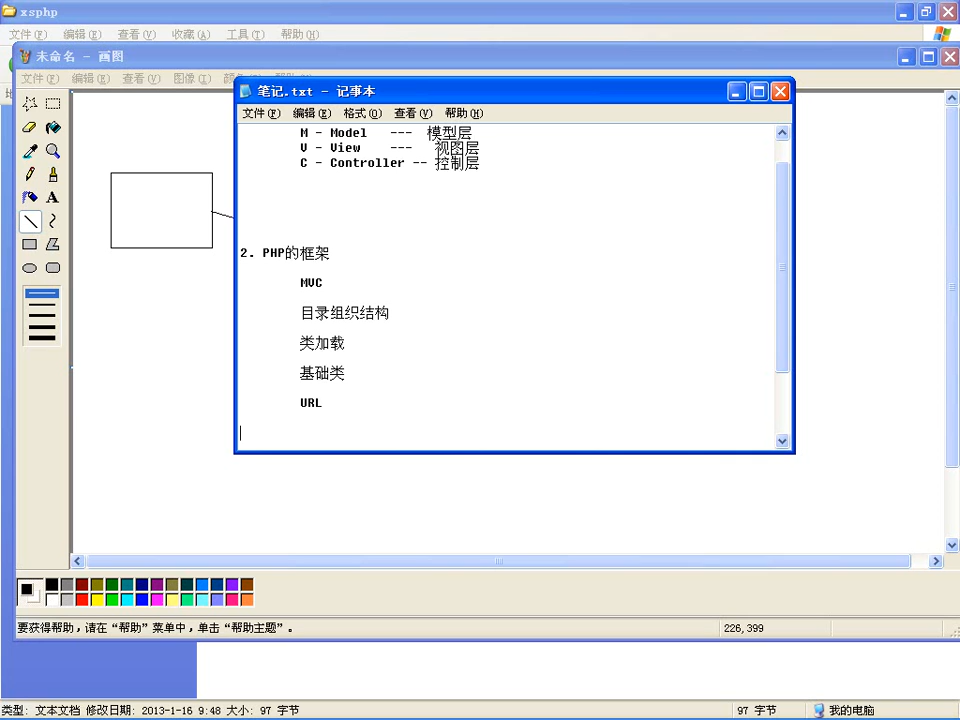 xsphp
文件(F) 编辑(E) 查看(V) 收藏(A) 工具(T) 帮助(H)
未命名 - 画图
文件(F) 编辑(E) 查看(V) 图像(I)
笔记.txt - 记事本
文件(F) 编辑(E) 格式(O) 查看(V) 帮助(H)
M - Model --- 模型层
V - View --- 视图层
C - Controller -- 控制层
2. PHP的框架
MVC
目录组织结构
类加载
基础类
URL
要获得帮助，请在“帮助”菜单中，单击“帮助主题”。
226,399
类型: 文本文档 修改日期: 2013-1-16 9:48 大小: 97 字节
97 字节
我的电脑